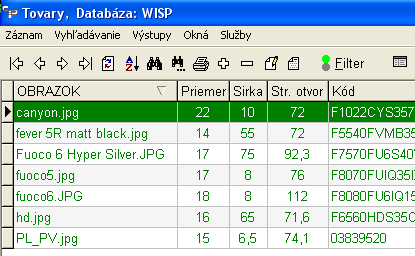 Tovary, Databáza: WISP
Záznam Vyhľadávanie Výstupy Okná Služby
Filter
OBRAZOK Priemer Sirka Str. otvor Kód
canyon.jpg 22 10 72 F1022CYS357
fever 5R matt black.jpg 14 55 72 F5540FVMB35
Fuoco 6 Hyper Silver.JPG 17 75 92,3 F7570FU6S40
fuoco5.jpg 17 8 76 F8070FUIQ35
fuoco6.JPG 18 8 112 F8080FU6IQ15
hd.jpg 16 65 71,6 F6560HDS35
PL_PV.jpg 15 6,5 74,1 03839520